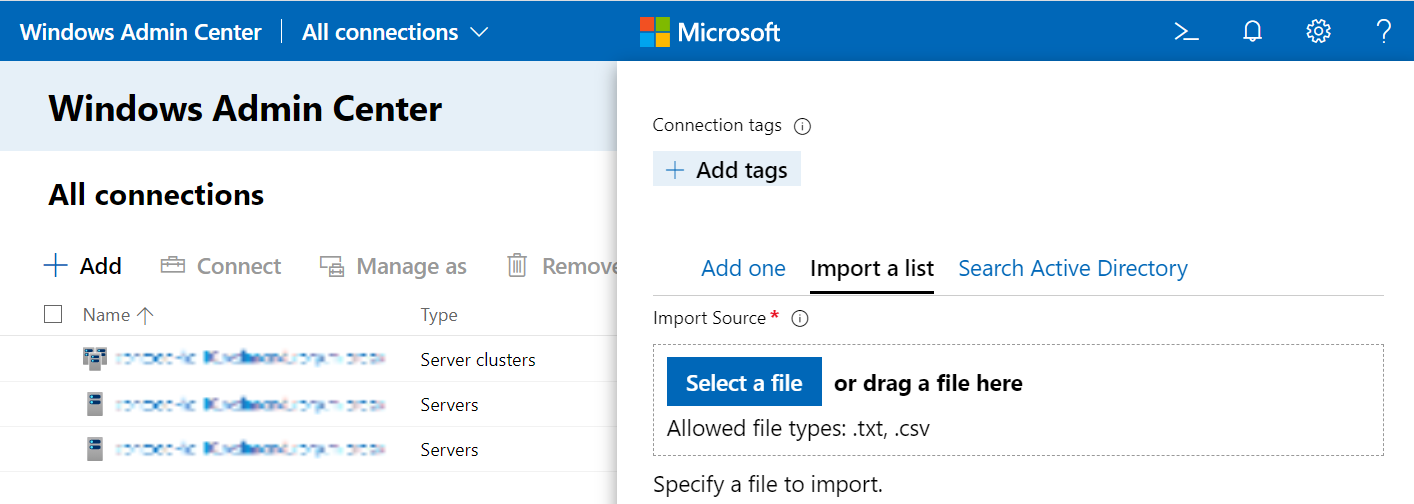 Windows Admin Center | All connections
Microsoft
Windows Admin Center
All connections
Add Connect Manage as Remove
Name Type
Server clusters
Servers
Servers
Connection tags
Add tags
Add one Import a list Search Active Directory
Import Source*
Select a file or drag a file here
Allowed file types: .txt, .csv
Specify a file to import.